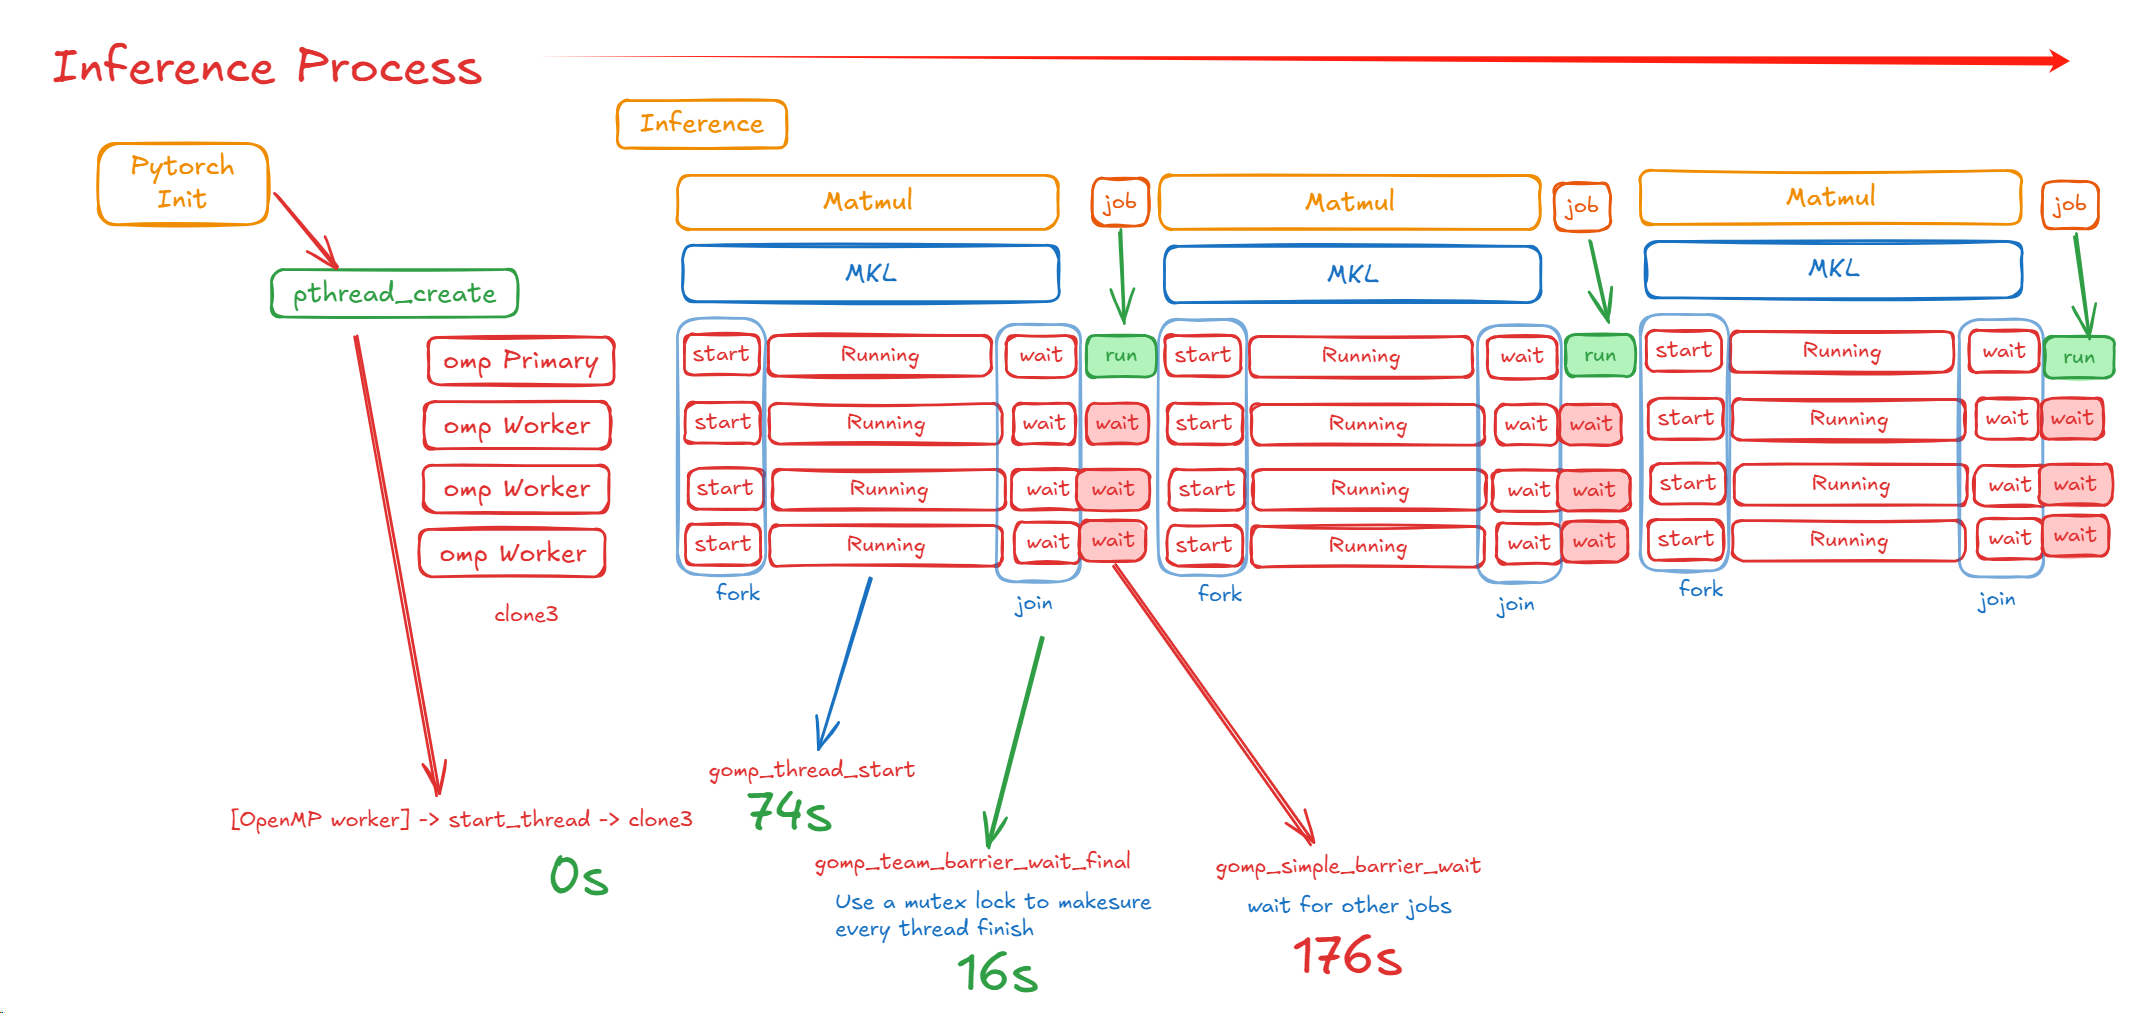 Inference Process
Inference
Pytorch
Init
Matmul
job
Matmul
job
Matmul
job
pthread_create
MKL
MKL
MKL
omp Primary
start
Running
wait
run
start
Running
wait
run
start
Running
wait
run
omp Worker
start
Running
wait
wait
start
Running
wait
wait
start
Running
wait
wait
omp Worker
start
Running
wait
wait
start
Running
wait
wait
start
Running
wait
wait
omp Worker
start
Running
wait
wait
start
Running
wait
wait
start
Running
wait
wait
clone3
fork
join
fork
join
fork
join
gomp_thread_start
74s
[OpenMP worker] -> start_thread -> clone3
0s
gomp_team_barrier_wait_final
Use a mutex lock to makesure
every thread finish
16s
gomp_simple_barrier_wait
wait for other jobs
176s